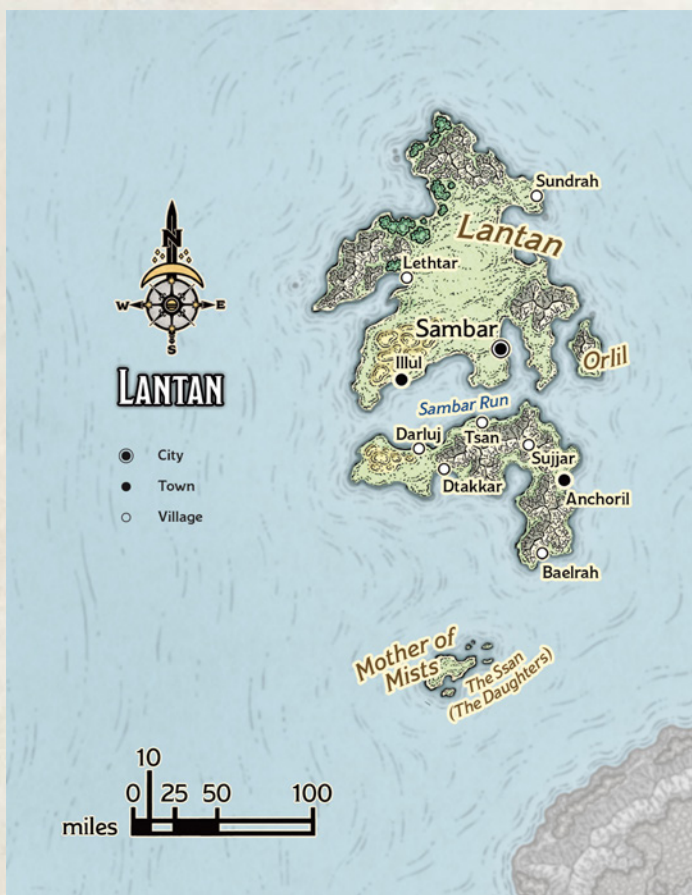 Sundrah
Lantan
Lethtar
N
W E
S
Sambar
Illul
Orlil
LANTAN
Sambar Run
Darluj
Tsan
Sujjar
City
Dtakkar
Town
Anchoril
Village
Baelrah
Mother of
Mists
The Ssan
(The Daughters)
10
0 25 50 100
miles